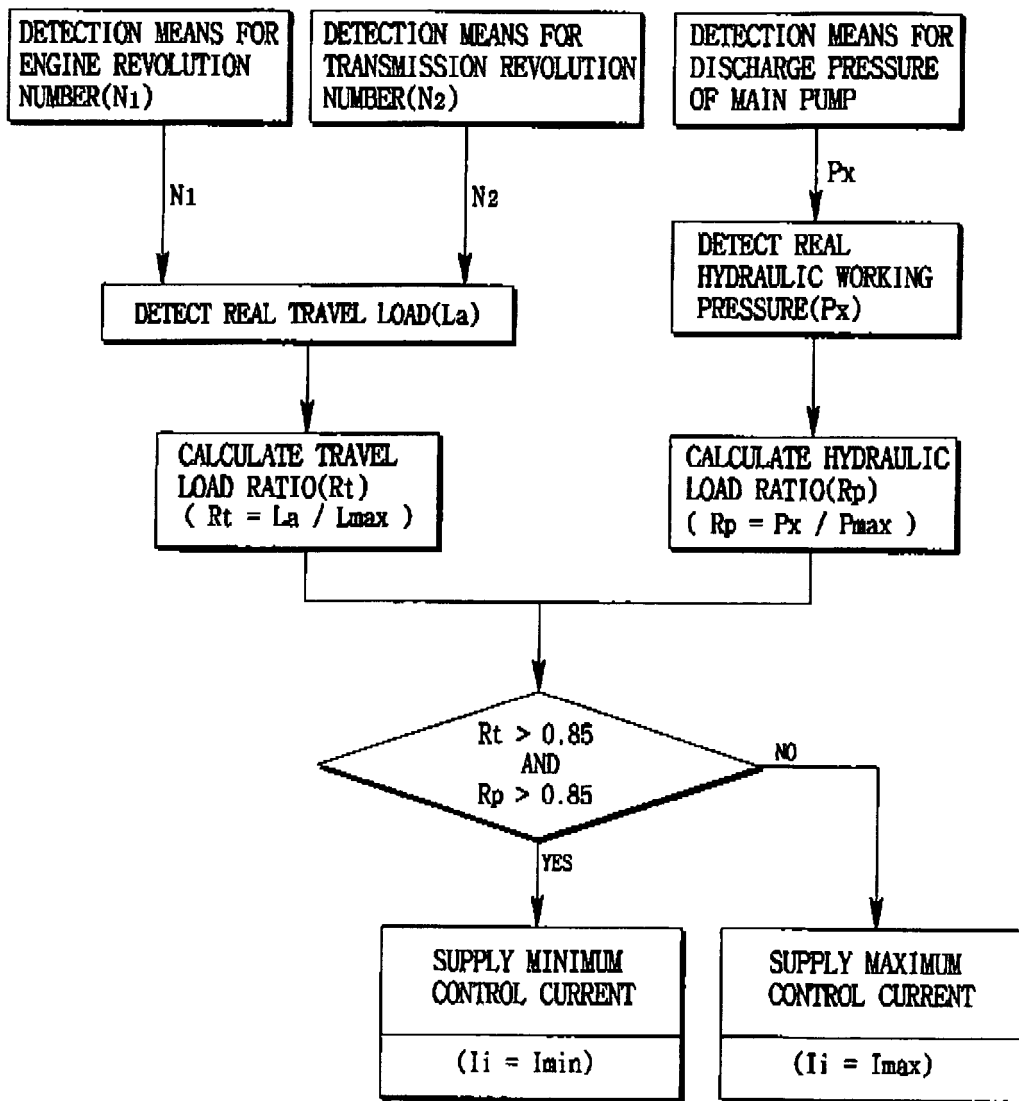 DETECTION MEANS FOR
ENGINE REVOLUTION
NUMBER(N1)
DETECTION MEANS FOR
TRANSMISSION REVOLUTION
NUMBER(N2)
DETECTION MEANS FOR
DISCHARGE PRESSURE
OF MAIN PUMP
N1
N2
Px
DETECT REAL TRAVEL LOAD(La)
DETECT REAL
HYDRAULIC WORKING
PRESSURE(Px)
CALCULATE TRAVEL
LOAD RATIO(Rt)
( Rt = La / Lmax )
CALCULATE HYDRAULIC
LOAD RATIO(Rp)
( Rp = Px / Pmax )
Rt > 0.85
AND
Rp > 0.85
NO
YES
SUPPLY MINIMUM
CONTROL CURRENT
(Ii = Imin)
SUPPLY MAXIMUM
CONTROL CURRENT
(Ii = Imax)